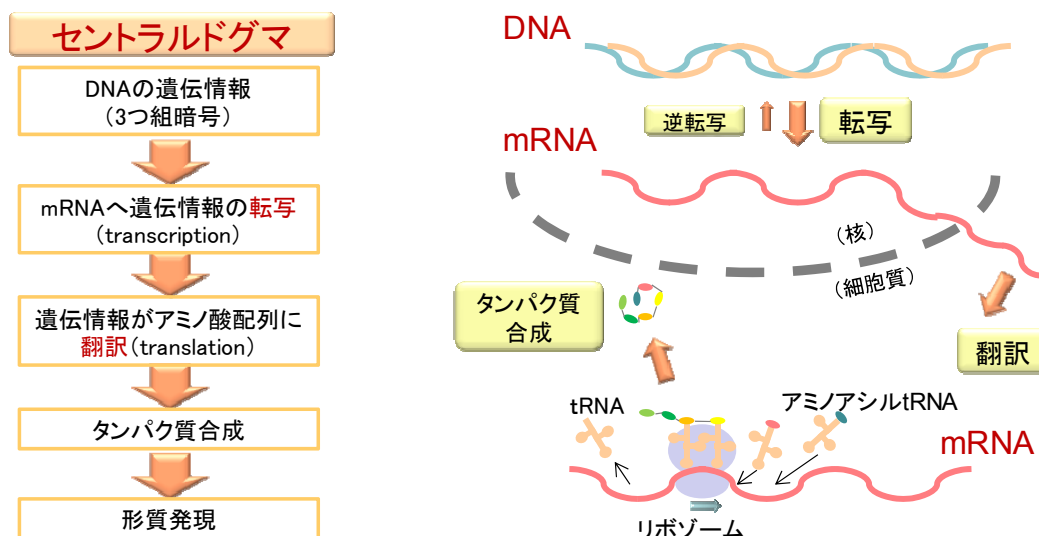 セントラルドグマ
DNAの遺伝情報
（3つ組暗号）
mRNAへ遺伝情報の転写
（transcription）
遺伝情報がアミノ酸配列に
翻訳（translation）
タンパク質合成
形質発現
DNA
逆転写
転写
mRNA
（核）
（細胞質）
タンパク質
合成
翻訳
tRNA
アミノアシルtRNA
mRNA
リボゾーム